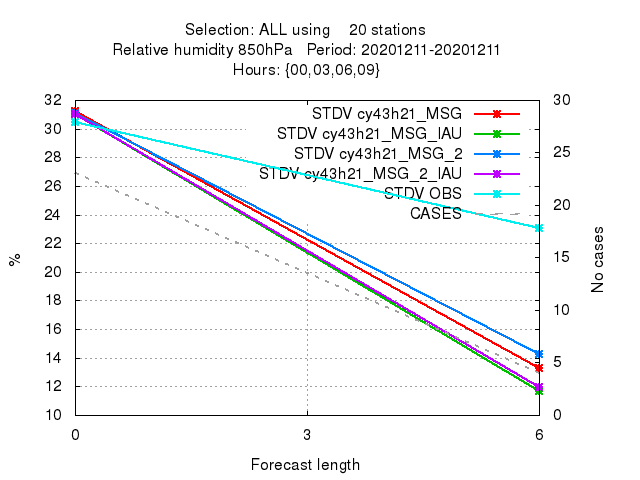 Selection: ALL using    20 stations
Relative humidity 850hPa   Period: 20201211-20201211
Hours: {00,03,06,09}
32
30
28
26
24
22
20
18
16
14
12
10
%
STDV cy43h21_MSG
STDV cy43h21_MSG_IAU
STDV cy43h21_MSG_2
STDV cy43h21_MSG_2_IAU
STDV OBS
CASES
30
25
20
15
10
5
0
No cases
0 3 6
Forecast length